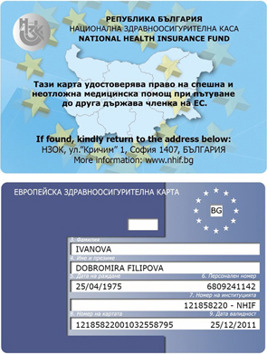 РЕПУБЛИКА БЪЛГАРИЯ
НАЦИОНАЛНА ЗДРАВНООСИГУРИТЕЛНА КАСА
NATIONAL HEALTH INSURANCE FUND
Тази карта удостоверява право на спешна и
неотложна медицинска помощ при пътуване
до друга държава членка на ЕС.
If found, kindly return to the address below:
НЗОК, ул."Кричим" 1, София 1407, БЪЛГАРИЯ
More Information: www.nhif.bg
ЕВРОПЕЙСКА ЗДРАВНООСИГУРИТЕЛНА КАРТА
BG
3. Фамилия
IVANOVA
4. Име и презиме
DOBROMIRA FILIPOVA
5. Дата на раждане 6. Персонален номер
25/04/1975 6809241142
7. Номер на институцията
121858220 - NHIF
8. Номер на картата 9. Дата валидност
12185822001032558795 25/12/2011